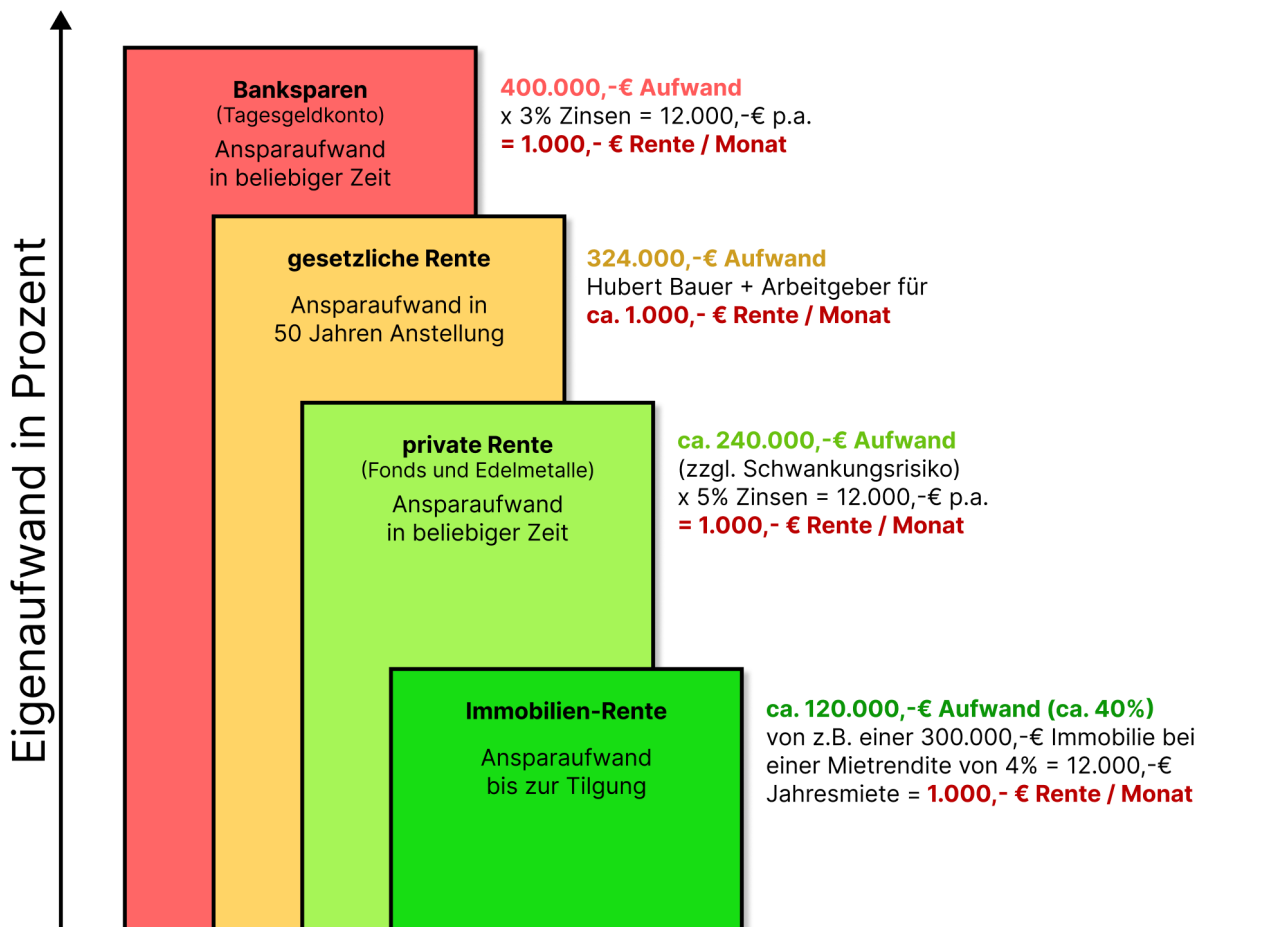 Eigenaufwand in Prozent
Banksparen
(Tagesgeldkonto)
Ansparaufwand
in beliebiger Zeit
400.000,-€ Aufwand
x 3% Zinsen = 12.000,-€ p.a.
= 1.000,- € Rente / Monat
gesetzliche Rente
Ansparaufwand in
50 Jahren Anstellung
324.000,-€ Aufwand
Hubert Bauer + Arbeitgeber für
ca. 1.000,- € Rente / Monat
private Rente
(Fonds und Edelmetalle)
Ansparaufwand
in beliebiger Zeit
ca. 240.000,-€ Aufwand
(zzgl. Schwankungsrisiko)
x 5% Zinsen = 12.000,-€ p.a.
= 1.000,- € Rente / Monat
Immobilien-Rente
Ansparaufwand
bis zur Tilgung
ca. 120.000,-€ Aufwand (ca. 40%)
von z.B. einer 300.000,-€ Immobilie bei
einer Mietrendite von 4% = 12.000,-€
Jahresmiete = 1.000,- € Rente / Monat